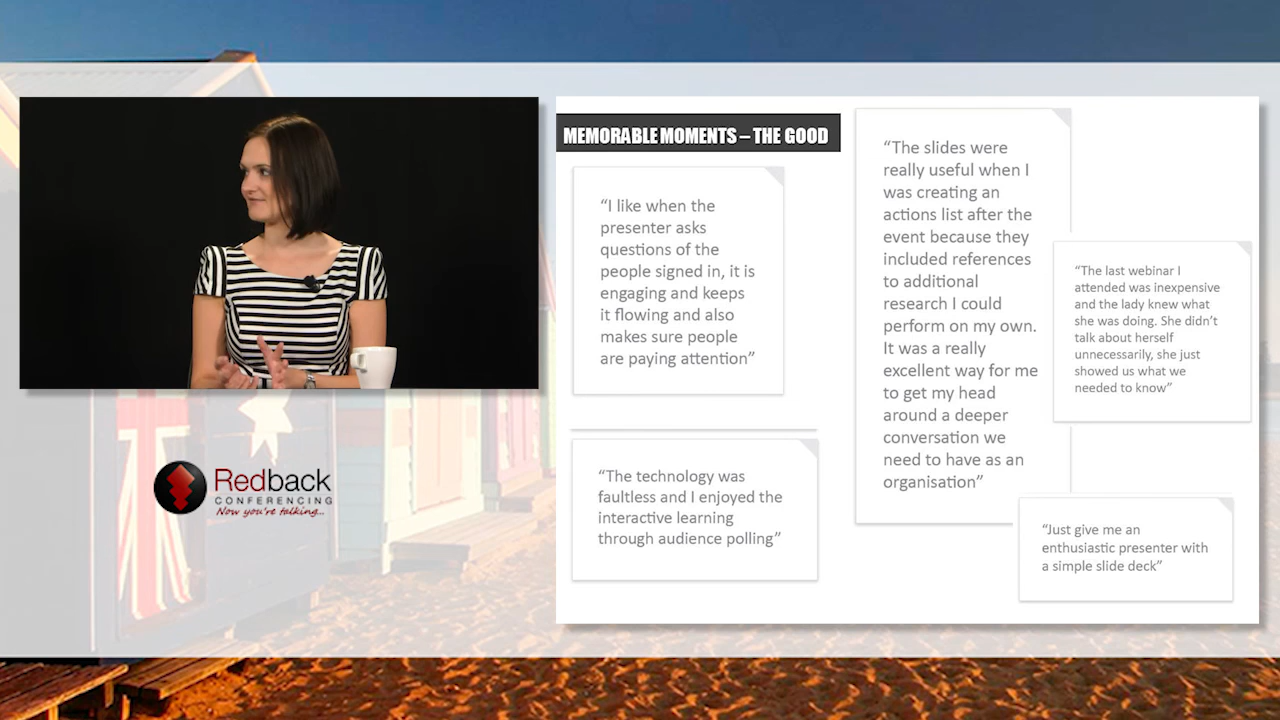 MEMORABLE MOMENTS – THE GOOD
“I like when the
presenter asks
questions of the
people signed in, it is
engaging and keeps
it flowing and also
makes sure people
are paying attention”
“The technology was
faultless and I enjoyed the
interactive learning
through audience polling”
“The slides were
really useful when I
was creating an
actions list after the
event because they
included references
to additional
research I could
perform on my own.
It was a really
excellent way for me
to get my head
around a deeper
conversation we
need to have as an
organisation”
“The last webinar I
attended was inexpensive
and the lady knew what
she was doing. She didn’t
talk about herself
unnecessarily, she just
showed us what we
needed to know”
“Just give me an
enthusiastic presenter with
a simple slide deck”
Redback
CONFERENCING
Now you’re talking...